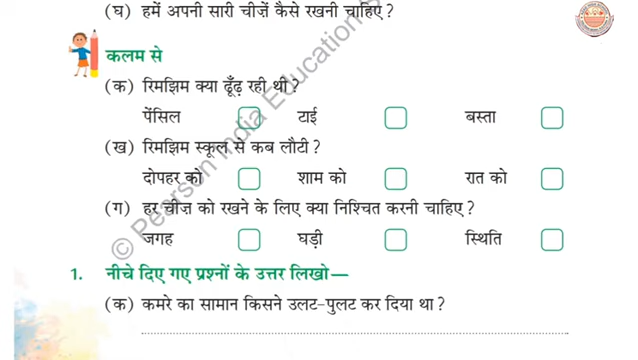 (घ) हमें अपनी सारी चीज़ें कैसे रखनी चाहिए ?
कलम से
(क) रिमझिम क्या ढूँढ़ रही थी ?
पेंसिल टाई बस्ता
(ख) रिमझिम स्कूल से कब लौटी ?
दोपहर को शाम को रात को
(ग) हर चीज़ को रखने के लिए क्या निश्चित करनी चाहिए ?
जगह घड़ी स्थिति
1. नीचे दिए गए प्रश्नों के उत्तर लिखो—
(क) कमरे का सामान किसने उलट-पुलट कर दिया था ?
© Pearson India Education